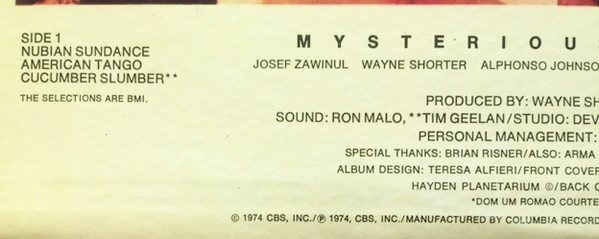 SIDE 1
NUBIAN SUNDANCE
AMERICAN TANGO
CUCUMBER SLUMBER**
THE SELECTIONS ARE BMI.
MYSTERIOUS
JOSEF ZAWINUL WAYNE SHORTER ALPHONSO JOHNSO
PRODUCED BY: WAYNE SH
SOUND: RON MALO, **TIM GEELAN/STUDIO: DEV
PERSONAL MANAGEMENT:
SPECIAL THANKS: BRIAN RISNER/ALSO: ARMA
ALBUM DESIGN: TERESA ALFIERI/FRONT COVER
HAYDEN PLANETARIUM ©/BACK C
*DOM UM ROMAO COURTE
© 1974 CBS, INC./℗ 1974, CBS, INC./MANUFACTURED BY COLUMBIA RECORD